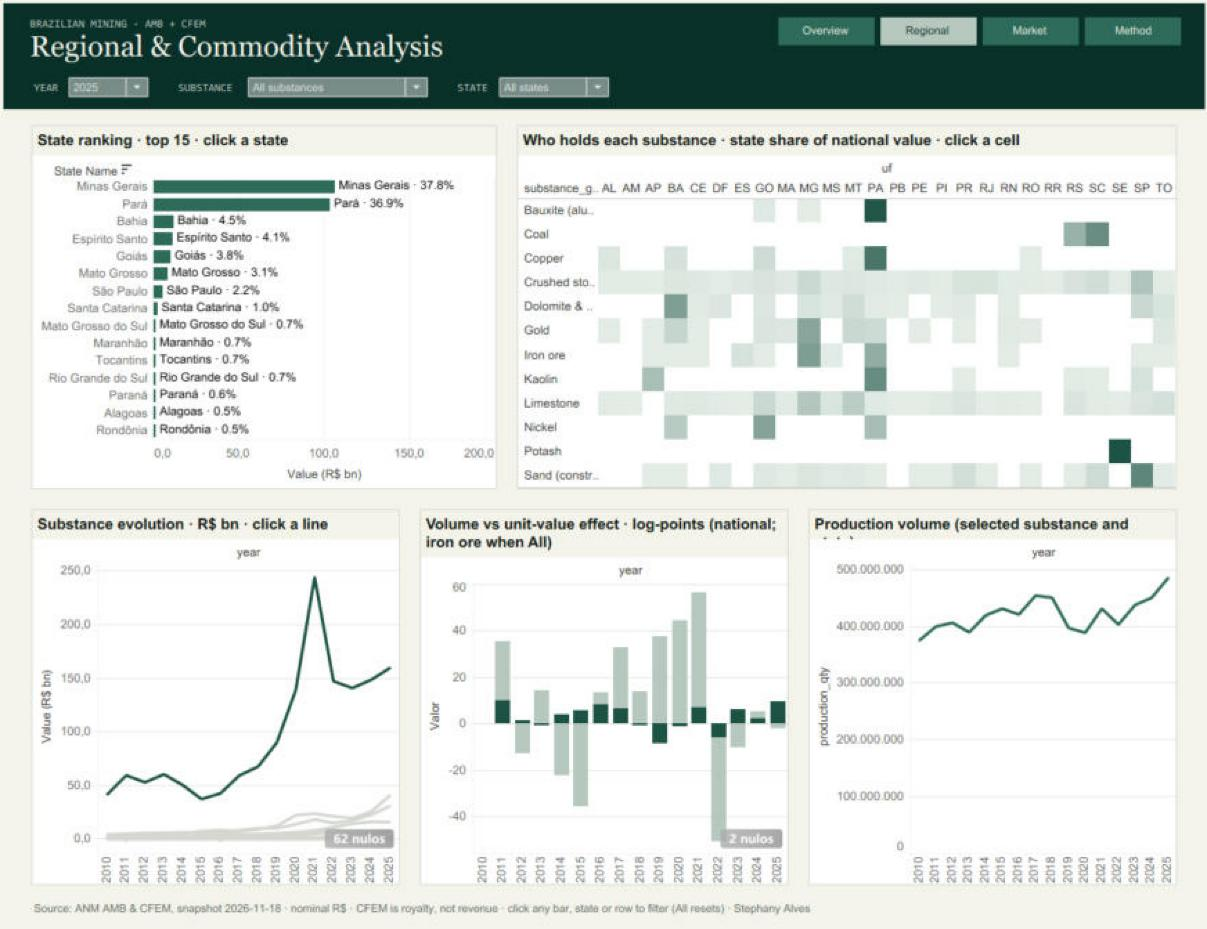 BRAZILIAN MINING · AMB + CFEM
Regional & Commodity Analysis
Overview
Regional
Market
Method
YEAR 2025 SUBSTANCE All substances STATE All states
State ranking · top 15 · click a state
State Name
Minas Gerais Minas Gerais · 37.8%
Pará Pará · 36.9%
Bahia Bahia · 4.5%
Espírito Santo Espírito Santo · 4.1%
Goiás Goiás · 3.8%
Mato Grosso Mato Grosso · 3.1%
São Paulo São Paulo · 2.2%
Santa Catarina Santa Catarina · 1.0%
Mato Grosso do Sul Mato Grosso do Sul · 0.7%
Maranhão Maranhão · 0.7%
Tocantins Tocantins · 0.7%
Rio Grande do Sul Rio Grande do Sul · 0.7%
Paraná Paraná · 0.6%
Alagoas Alagoas · 0.5%
Rondônia Rondônia · 0.5%
0,0 50,0 100,0 150,0 200,0
Value (R$ bn)
Who holds each substance · state share of national value · click a cell
uf
substance_g.. AL AM AP BA CE DF ES GO MA MG MS MT PA PB PE PI PR RJ RN RO RR RS SC SE SP TO
Bauxite (alu..
Coal
Copper
Crushed sto..
Dolomite & ..
Gold
Iron ore
Kaolin
Limestone
Nickel
Potash
Sand (constr..
Substance evolution · R$ bn · click a line
year
250,0
200,0
150,0
100,0
50,0
0,0
Value (R$ bn)
62 nulos
2010 2011 2012 2013 2014 2015 2016 2017 2018 2019 2020 2021 2022 2023 2024 2025
Volume vs unit-value effect · log-points (national;
iron ore when All)
year
60
40
20
0
-20
-40
Valor
2 nulos
2010 2011 2012 2013 2014 2015 2016 2017 2018 2019 2020 2021 2022 2023 2024 2025
Production volume (selected substance and
year
500.000.000
400.000.000
300.000.000
200.000.000
100.000.000
0
production_qty
2010 2011 2012 2013 2014 2015 2016 2017 2018 2019 2020 2021 2022 2023 2024 2025
Source: ANM AMB & CFEM, snapshot 2026-11-18 · nominal R$ · CFEM is royalty, not revenue · click any bar, state or row to filter (All resets) · Stephany Alves